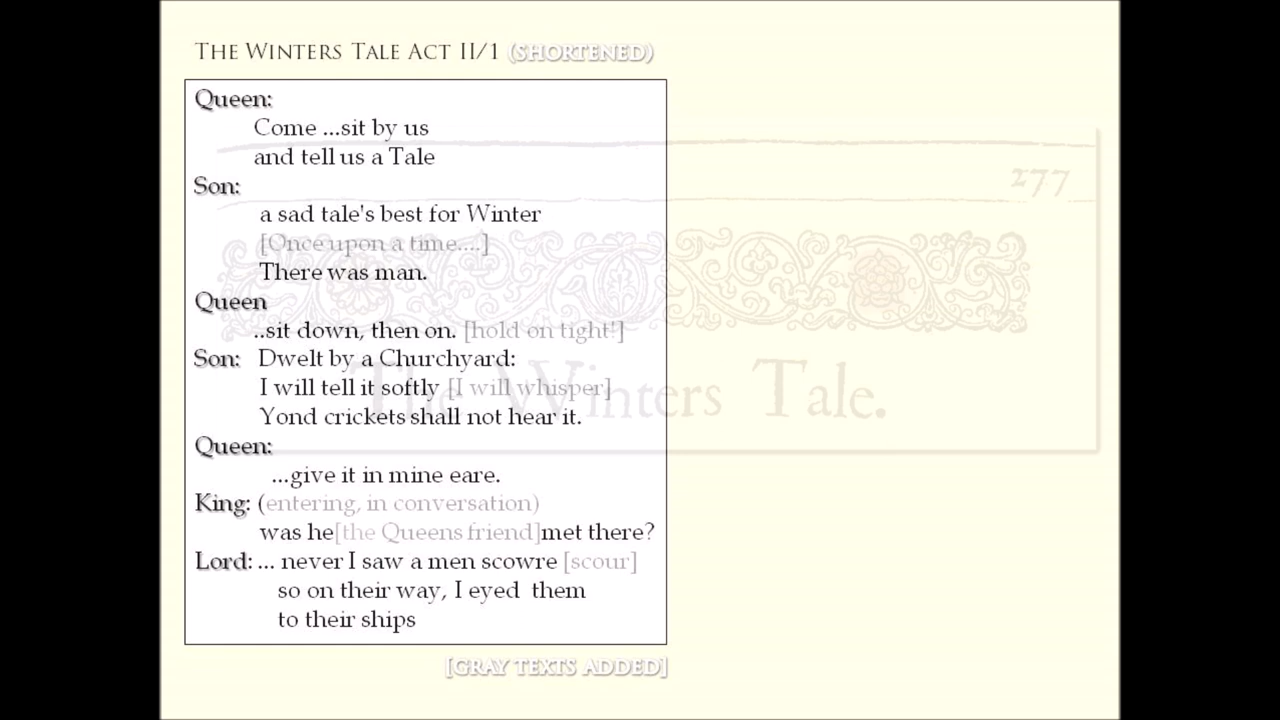 THE WINTERS TALE ACT II/1 (SHORTENED)
Queen:
Come ...sit by us
and tell us a Tale
Son:
a sad tale's best for Winter
[Once upon a time....]
There was man.
Queen
..sit down, then on. [hold on tight!]
Son: Dwelt by a Churchyard:
I will tell it softly [I will whisper]
Yond crickets shall not hear it.
Queen:
...give it in mine eare.
King: (entering, in conversation)
was he[the Queens friend]met there?
Lord: ... never I saw a men scowre [scour]
so on their way, I eyed them
to their ships
[GRAY TEXTS ADDED]
277
The Winters Tale.